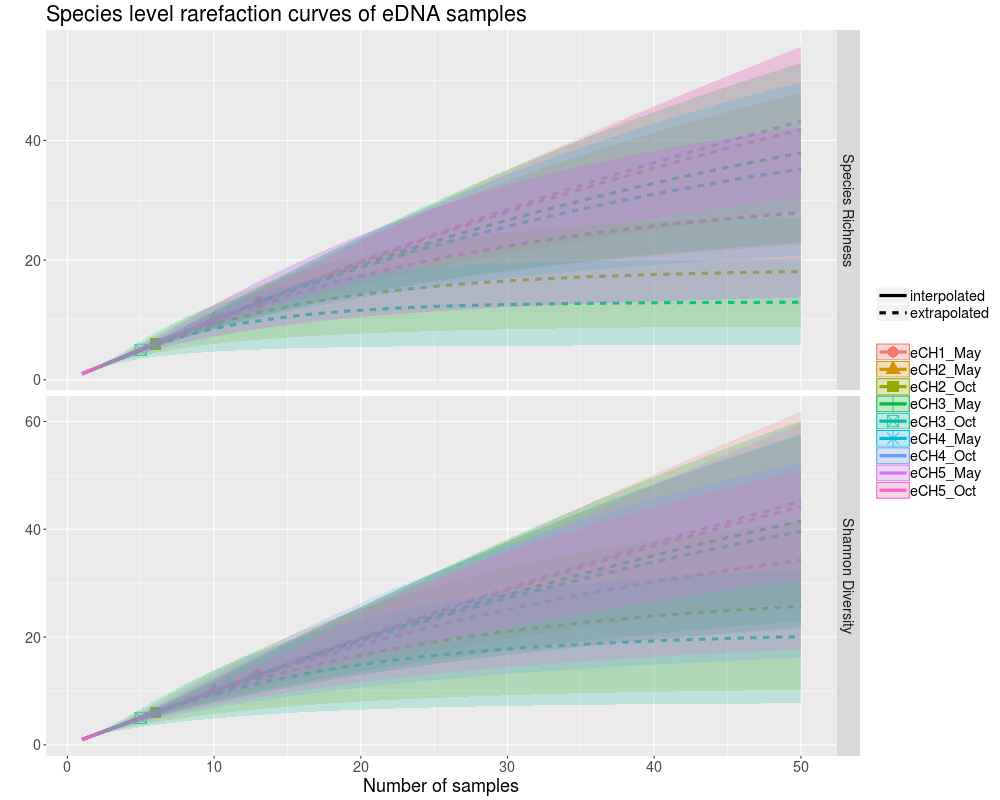 Species level rarefaction curves of eDNA samples
40
20
0
Species Richness
60
40
20
0
Shannon Diversity
0 10 20 30 40 50
Number of samples
interpolated
extrapolated
eCH1_May
eCH2_May
eCH2_Oct
eCH3_May
eCH3_Oct
eCH4_May
eCH4_Oct
eCH5_May
eCH5_Oct